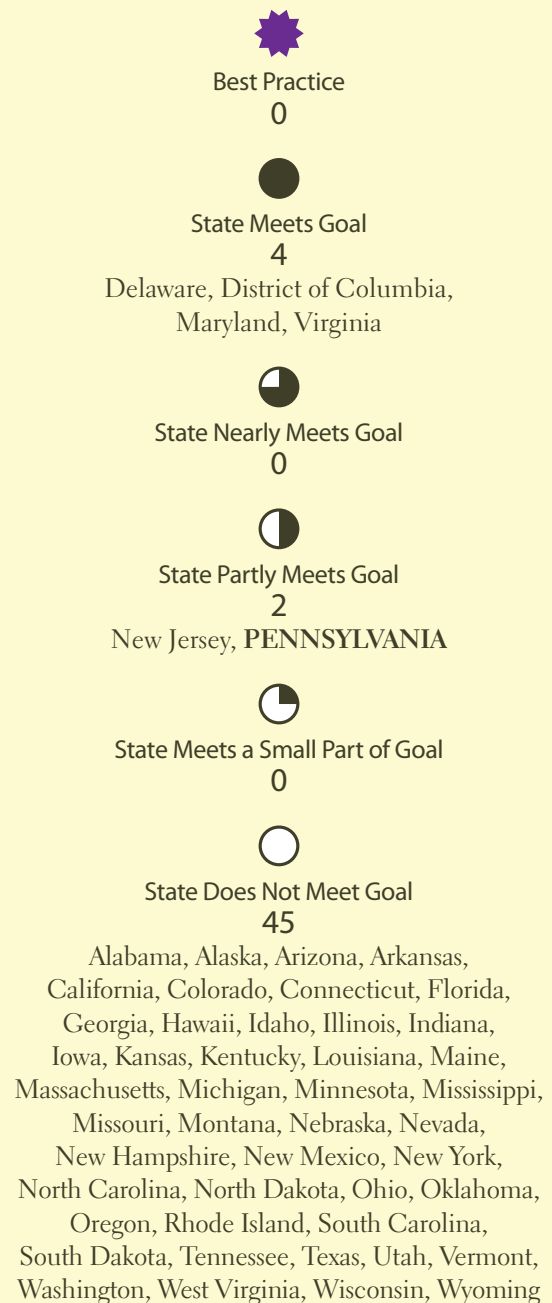 Best Practice
0
State Meets Goal
4
Delaware, District of Columbia,
Maryland, Virginia
State Nearly Meets Goal
0
State Partly Meets Goal
2
New Jersey, PENNSYLVANIA
State Meets a Small Part of Goal
0
State Does Not Meet Goal
45
Alabama, Alaska, Arizona, Arkansas,
California, Colorado, Connecticut, Florida,
Georgia, Hawaii, Idaho, Illinois, Indiana,
Iowa, Kansas, Kentucky, Louisiana, Maine,
Massachusetts, Michigan, Minnesota, Mississippi,
Missouri, Montana, Nebraska, Nevada,
New Hampshire, New Mexico, New York,
North Carolina, North Dakota, Ohio, Oklahoma,
Oregon, Rhode Island, South Carolina,
South Dakota, Tennessee, Texas, Utah, Vermont,
Washington, West Virginia, Wisconsin, Wyoming